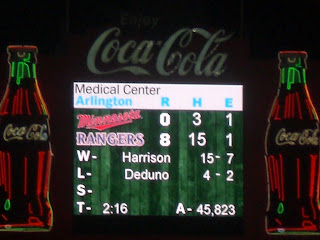 Enjoy
Coca-Cola
Medical Center
Arlington R H E
Minnesota 0 3 1
RANGERS 8 15 1
W- Harrison 15-7
L- Deduno 4-2
S-
T- 2:16 A- 45,823
Coca-Cola
Coca-Cola